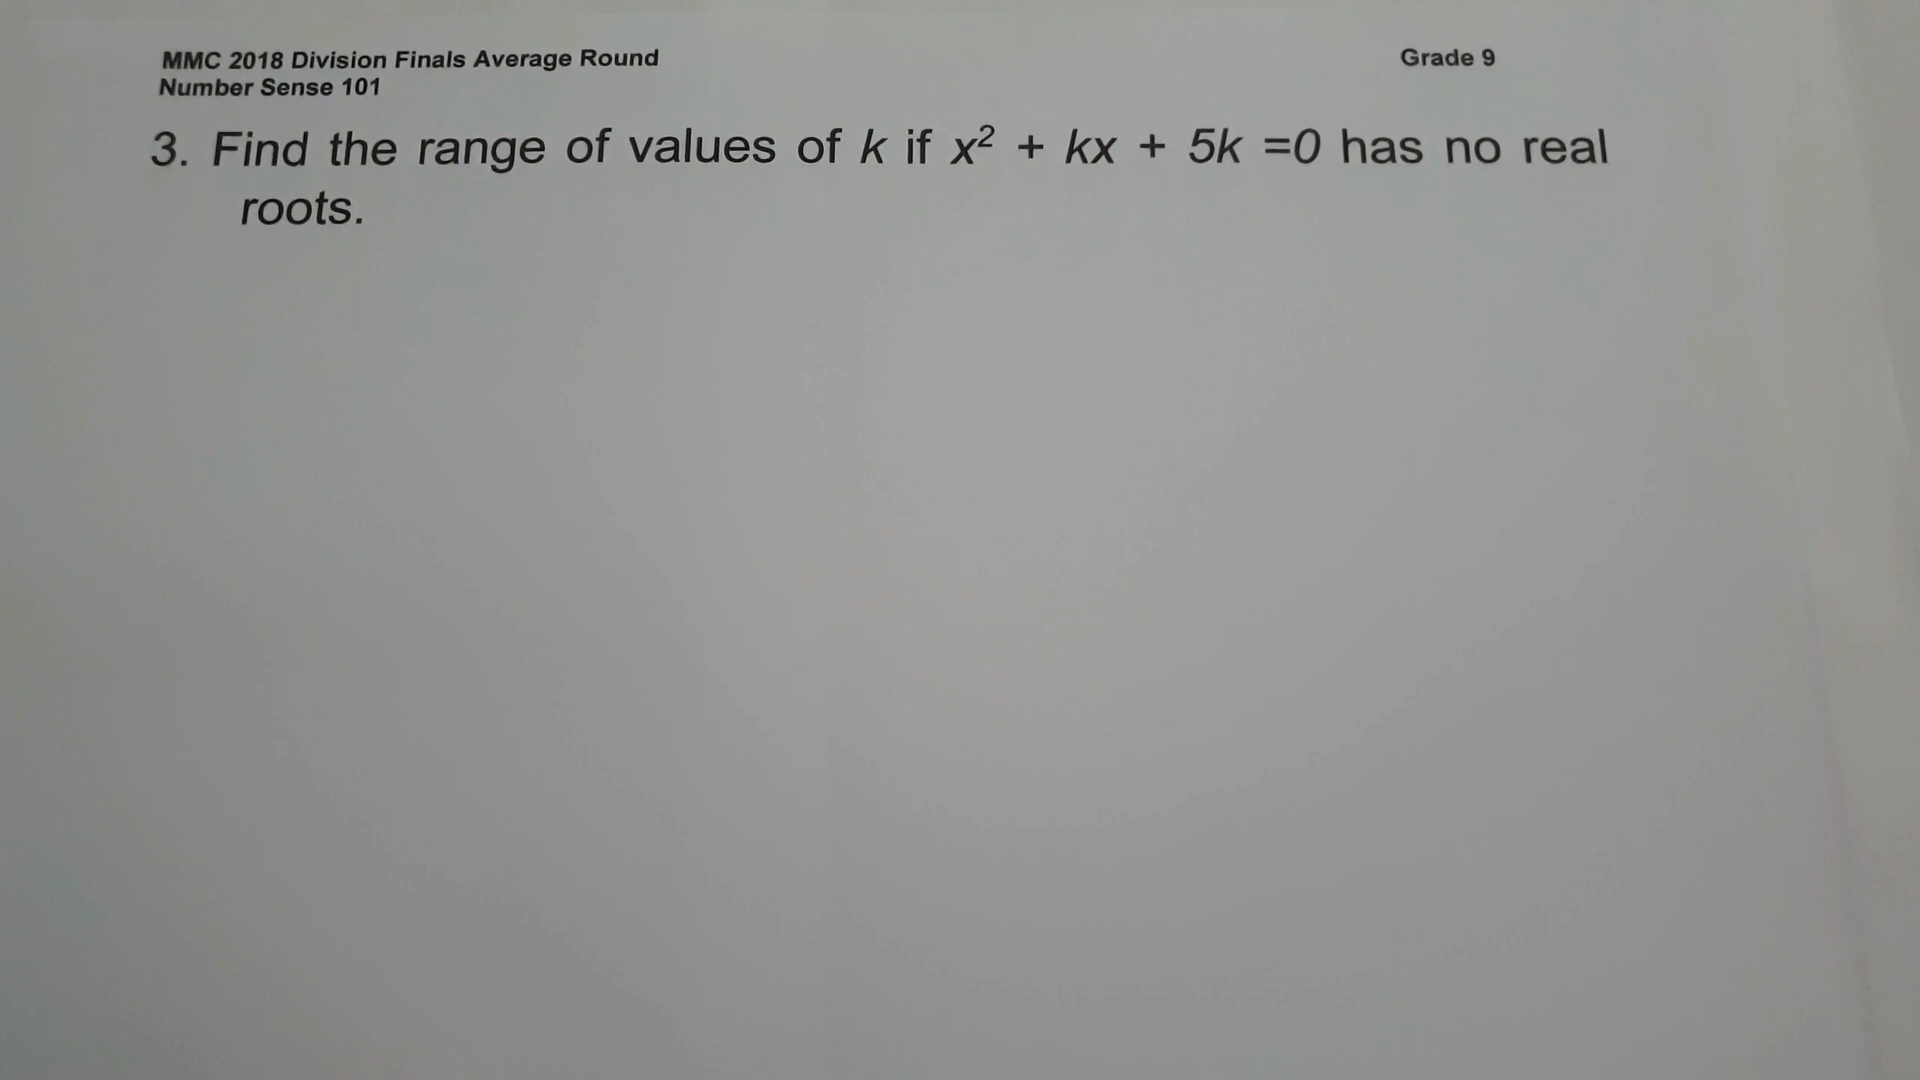 MMC 2018 Division Finals Average Round Grade 9
Number Sense 101
3. Find the range of values of k if x² + kx + 5k =0 has no real
roots.